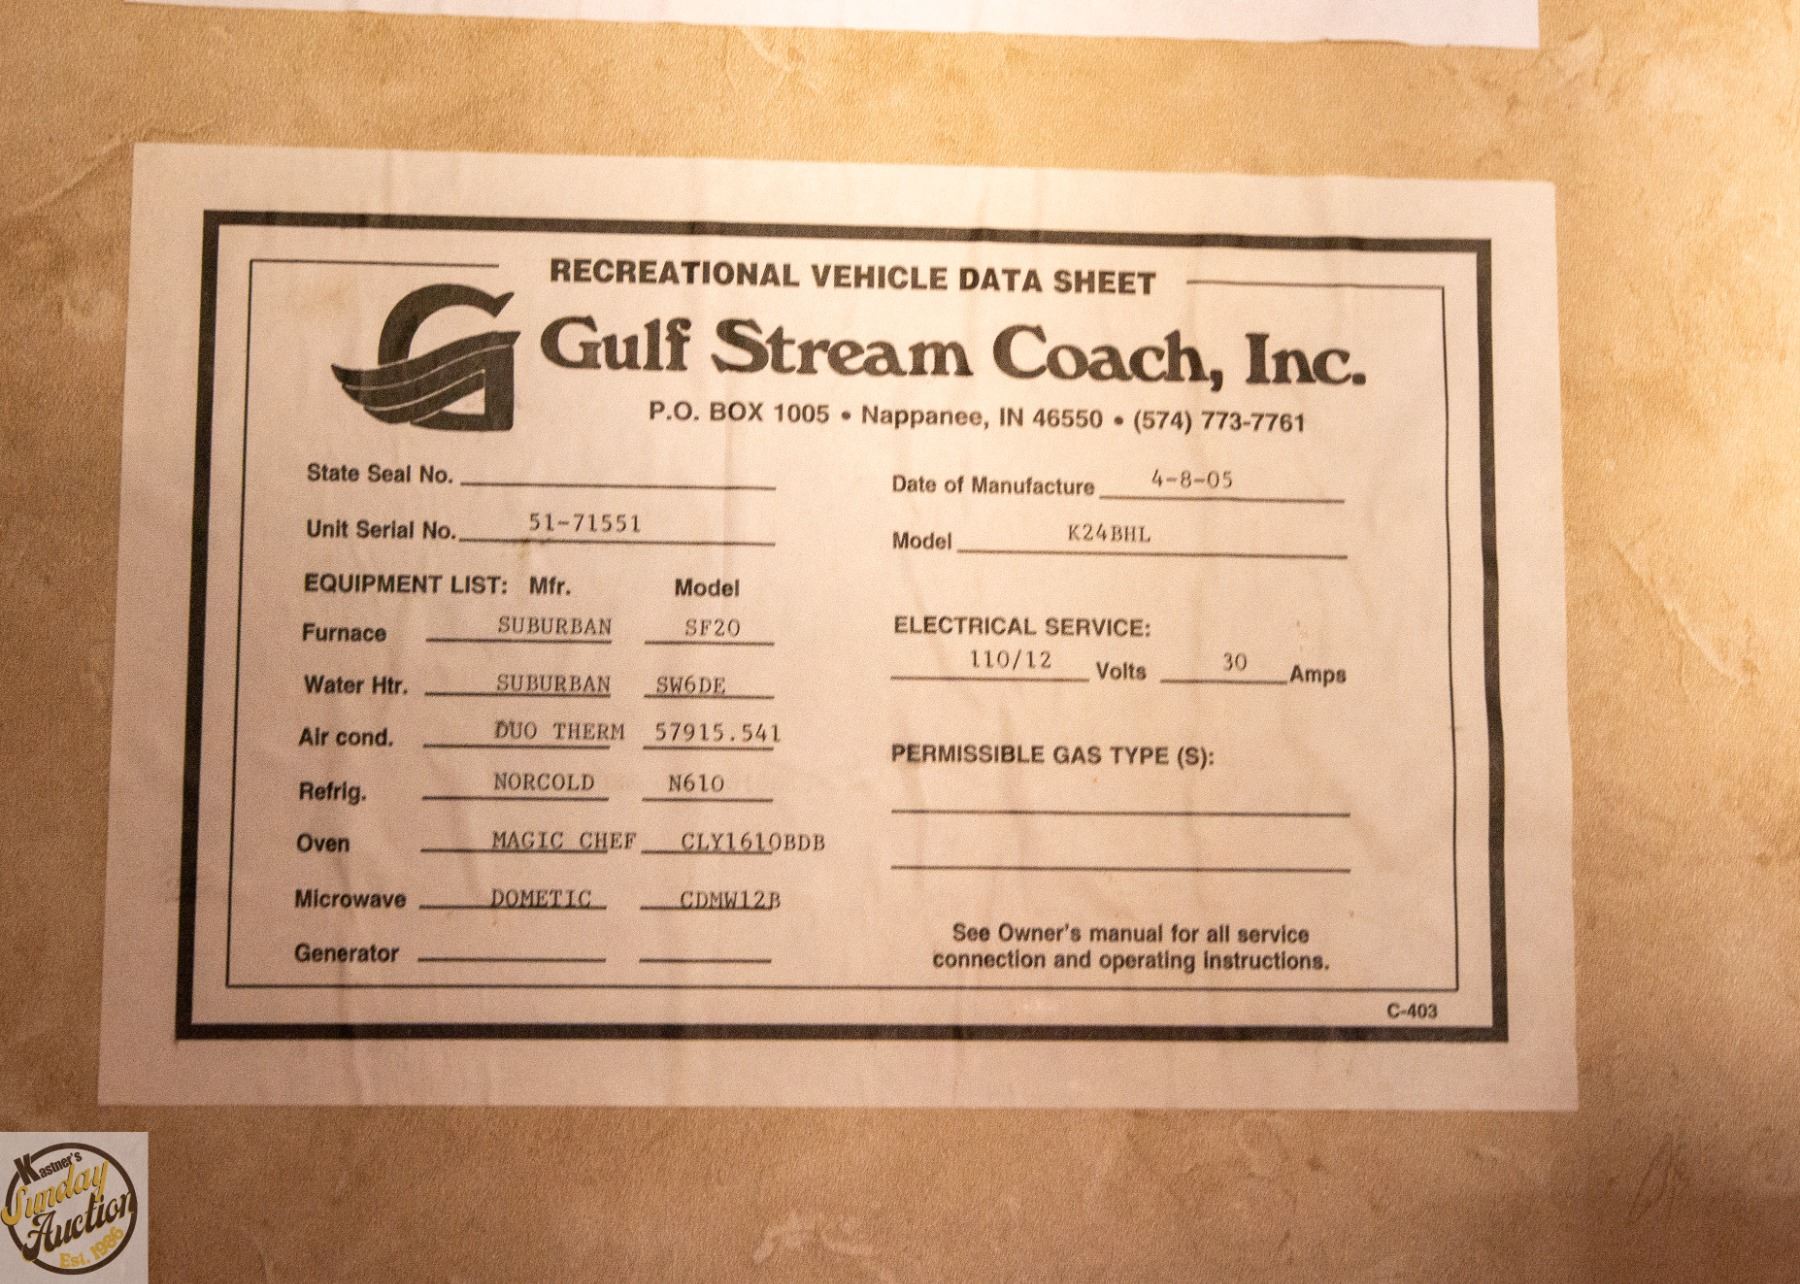 RECREATIONAL VEHICLE DATA SHEET
Gulf Stream Coach, Inc.
P.O. BOX 1005 • Nappanee, IN 46550 • (574) 773-7761
State Seal No.
Date of Manufacture 4-8-05
Unit Serial No. 51-71551
Model K24BHL
EQUIPMENT LIST: Mfr. Model
Furnace SUBURBAN SF20
Water Htr. SUBURBAN SW6DE
Air cond. DUO THERM 57915.541
Refrig. NORCOLD N610
Oven MAGIC CHEF CLY1610BDB
Microwave DOMETIC CDMW12B
Generator
ELECTRICAL SERVICE:
110/12 Volts 30 Amps
PERMISSIBLE GAS TYPE (S):
See Owner's manual for all service
connection and operating instructions.
C-403
Kastner's
Sunday
Auction
Est. 1986